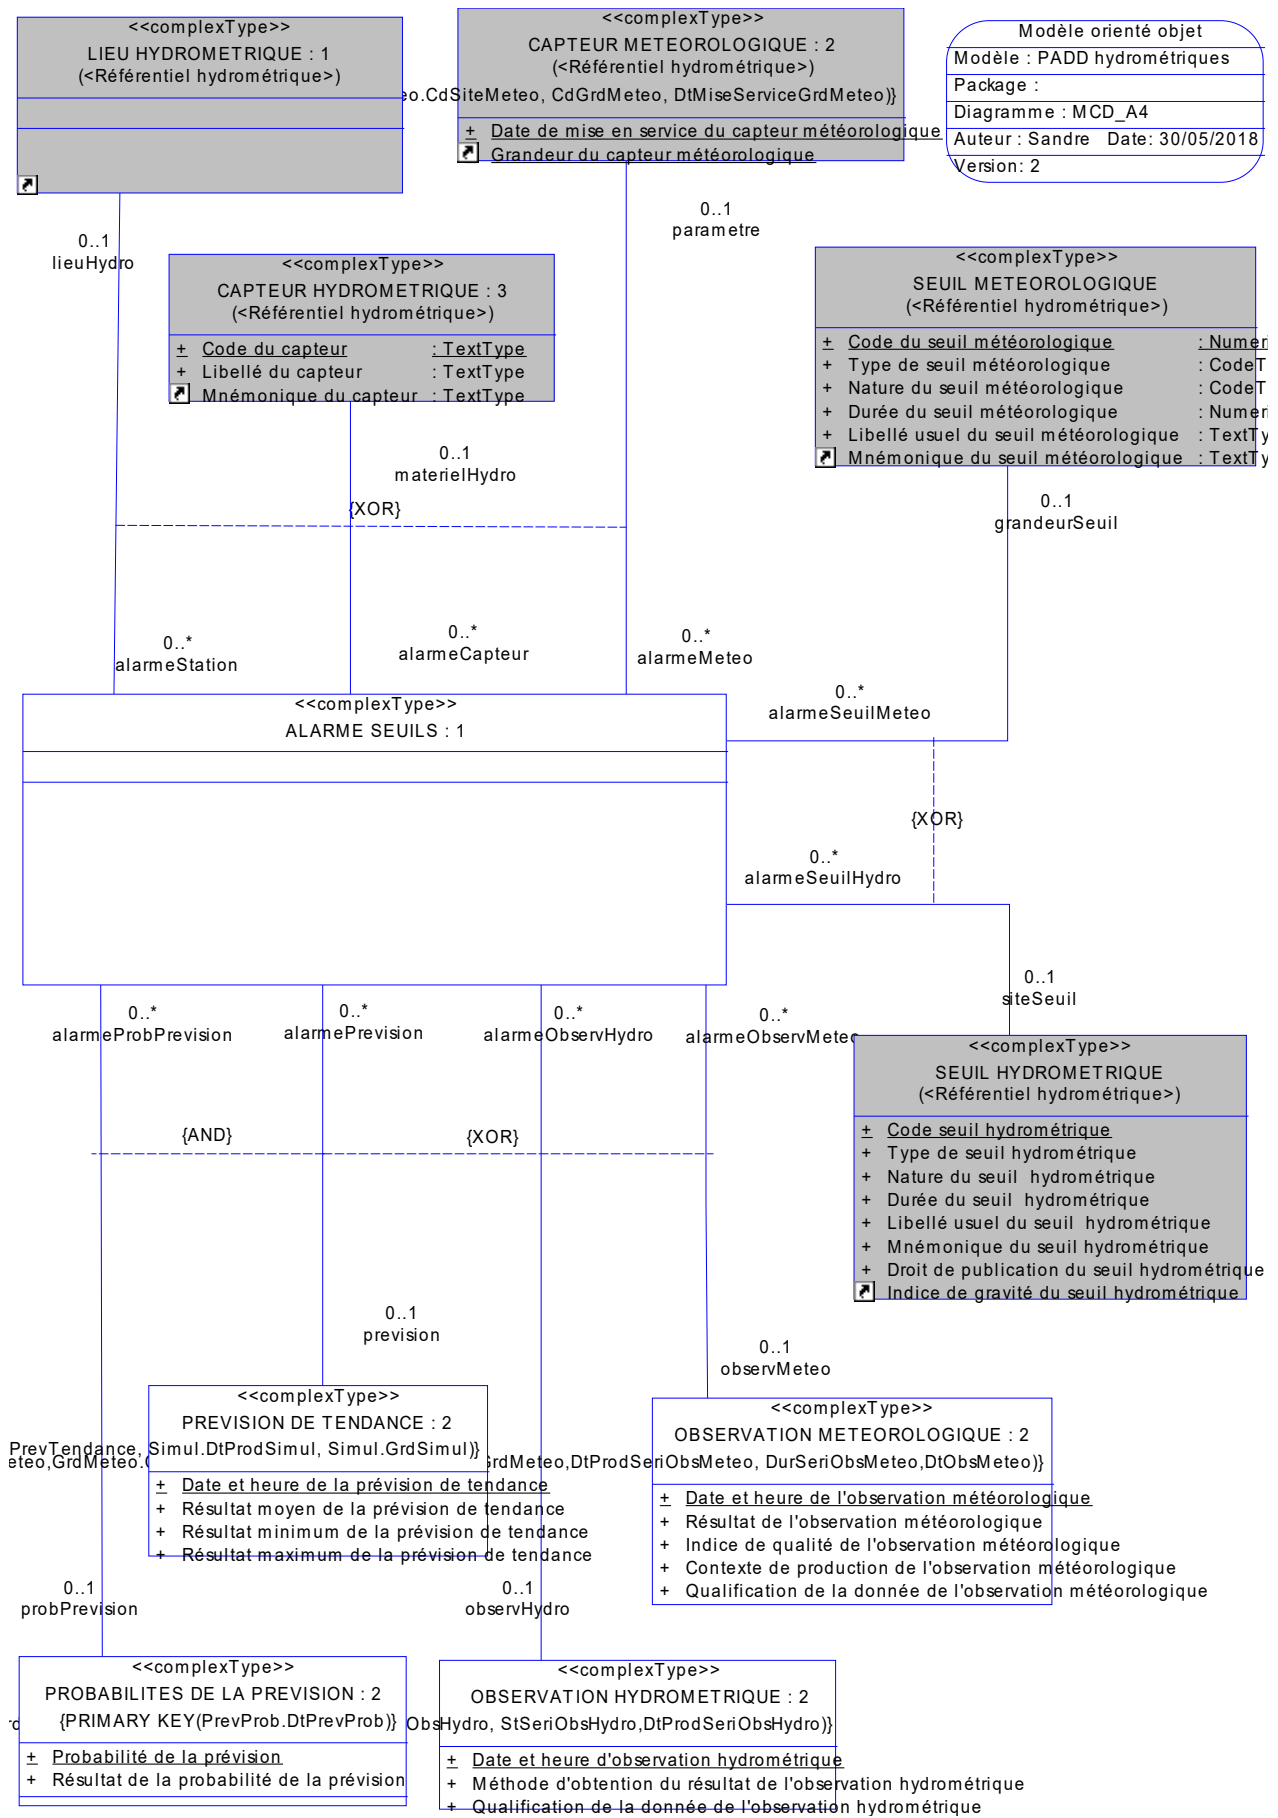 <<complexType>>
LIEU HYDROMETRIQUE : 1
(<Référentiel hydrométrique>)
<<complexType>>
CAPTEUR METEOROLOGIQUE : 2
(<Référentiel hydrométrique>)
eo.CdSiteMeteo, CdGrdMeteo, DtMiseServiceGrdMeteo)}
+ Date de mise en service du capteur météorologique
Grandeur du capteur météorologique
Modèle orienté objet
Modèle : PADD hydrométriques
Package :
Diagramme : MCD_A4
Auteur : Sandre Date: 30/05/2018
Version: 2
0..1
lieuHydro
0..1
parametre
<<complexType>>
CAPTEUR HYDROMETRIQUE : 3
(<Référentiel hydrométrique>)
+ Code du capteur : TextType
+ Libellé du capteur : TextType
Mnémonique du capteur : TextType
<<complexType>>
SEUIL METEOROLOGIQUE
(<Référentiel hydrométrique>)
+ Code du seuil météorologique : Numeri
+ Type de seuil météorologique : CodeT
+ Nature du seuil météorologique : CodeT
+ Durée du seuil météorologique : Numeri
+ Libellé usuel du seuil météorologique : TextTy
Mnémonique du seuil météorologique : TextTy
0..1
materielHydro
{XOR}
0..1
grandeurSeuil
0..*
alarmeStation
0..*
alarmeCapteur
0..*
alarmeMeteo
0..*
alarmeSeuilMeteo
<<complexType>>
ALARME SEUILS : 1
{XOR}
0..*
alarmeSeuilHydro
0..1
siteSeuil
0..*
alarmeProbPrevision
0..*
alarmePrevision
0..*
alarmeObservHydro
0..*
alarmeObservMeteo
<<complexType>>
SEUIL HYDROMETRIQUE
(<Référentiel hydrométrique>)
+ Code seuil hydrométrique
+ Type de seuil hydrométrique
+ Nature du seuil hydrométrique
+ Durée du seuil hydrométrique
+ Libellé usuel du seuil hydrométrique
+ Mnémonique du seuil hydrométrique
+ Droit de publication du seuil hydrométrique
Indice de gravité du seuil hydrométrique
{AND}
{XOR}
0..1
prevision
0..1
observMeteo
<<complexType>>
PREVISION DE TENDANCE : 2
PrevTendance, Simul.DtProdSimul, Simul.GrdSimul)}
+ Date et heure de la prévision de tendance
+ Résultat moyen de la prévision de tendance
+ Résultat minimum de la prévision de tendance
+ Résultat maximum de la prévision de tendance
<<complexType>>
OBSERVATION METEOROLOGIQUE : 2
eteo,GrdMeteo. GrdMeteo,DtProdSeriObsMeteo, DurSeriObsMeteo,DtObsMeteo)}
+ Date et heure de l'observation météorologique
+ Résultat de l'observation météorologique
+ Indice de qualité de l'observation météorologique
+ Contexte de production de l'observation météorologique
+ Qualification de la donnée de l'observation météorologique
0..1
probPrevision
0..1
observHydro
<<complexType>>
PROBABILITES DE LA PREVISION : 2
{PRIMARY KEY(PrevProb.DtPrevProb)}
+ Probabilité de la prévision
+ Résultat de la probabilité de la prévision
<<complexType>>
OBSERVATION HYDROMETRIQUE : 2
ObsHydro, StSeriObsHydro,DtProdSeriObsHydro)}
+ Date et heure d'observation hydrométrique
+ Méthode d'obtention du résultat de l'observation hydrométrique
+ Qualification de la donnée de l'observation hydrométrique